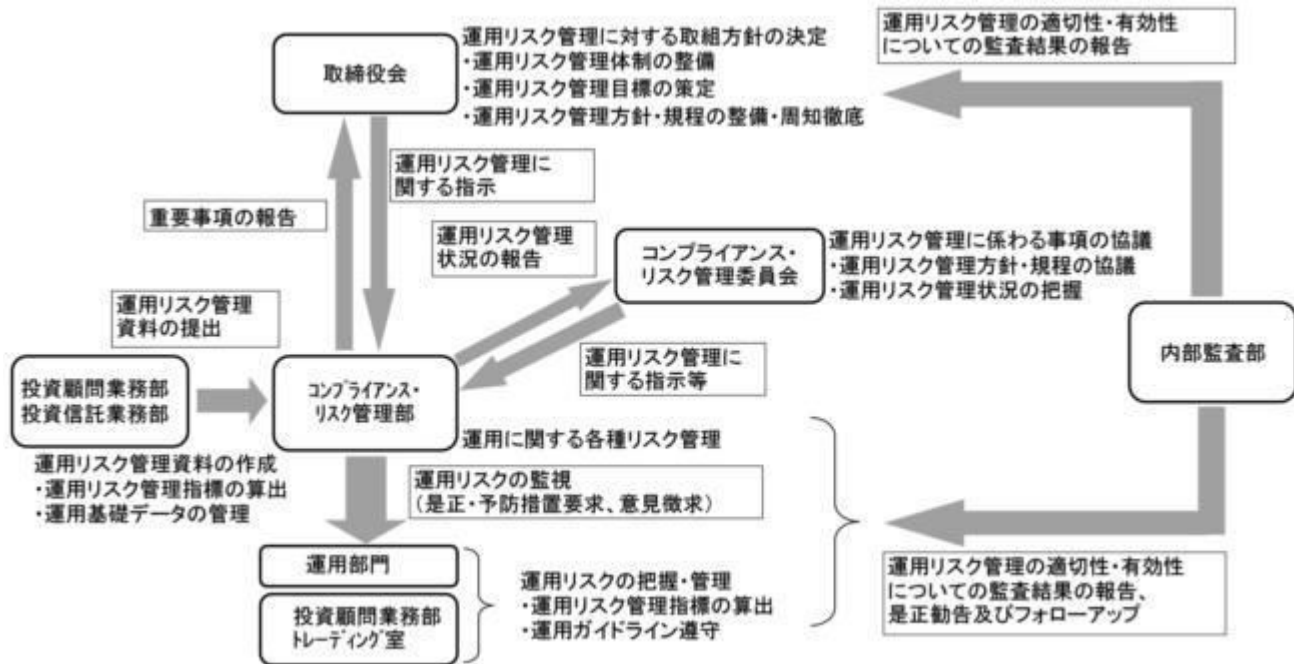 取締役会
運用リスク管理に対する取組方針の決定
・運用リスク管理体制の整備
・運用リスク管理目標の策定
・運用リスク管理方針・規程の整備・周知徹底
運用リスク管理の適切性・有効性
についての監査結果の報告
運用リスク管理に
関する指示
重要事項の報告
運用リスク管理
状況の報告
コンプライアンス・
リスク管理委員会
運用リスク管理に係わる事項の協議
・運用リスク管理方針・規程の協議
・運用リスク管理状況の把握
運用リスク管理
資料の提出
運用リスク管理に
関する指示等
内部監査部
投資顧問業務部
投資信託業務部
コンプライアンス・
リスク管理部
運用に関する各種リスク管理
運用リスク管理資料の作成
・運用リスク管理指標の算出
・運用基礎データの管理
運用リスクの監視
（是正・予防措置要求、意見徴求）
運用部門
投資顧問業務部
トレーディング室
運用リスクの把握・管理
・運用リスク管理指標の算出
・運用ガイドライン遵守
運用リスク管理の適切性・有効性
についての監査結果の報告、
是正勧告及びフォローアップ